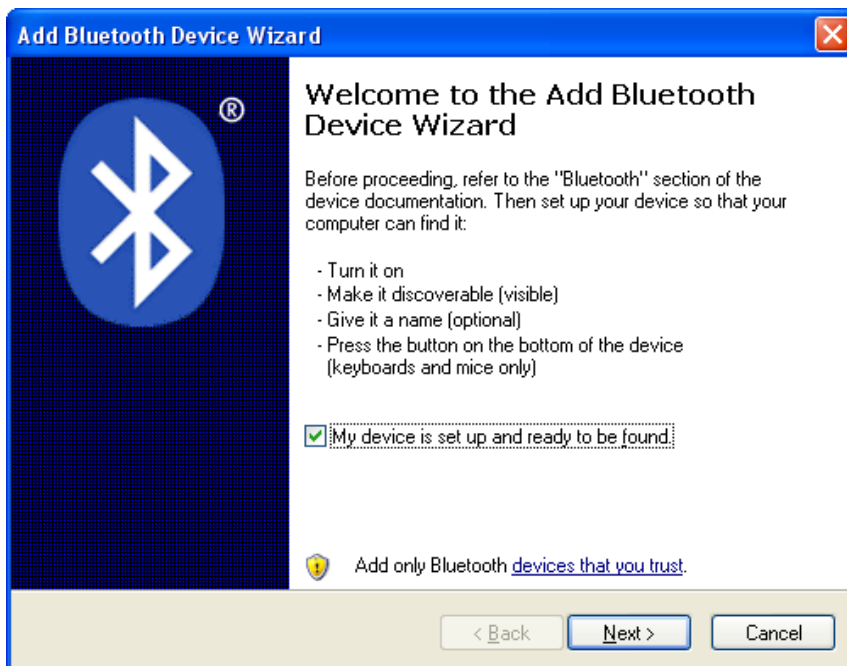 Add Bluetooth Device Wizard
®
Welcome to the Add Bluetooth
Device Wizard
Before proceeding, refer to the "Bluetooth" section of the
device documentation. Then set up your device so that your
computer can find it:
- Turn it on
- Make it discoverable (visible)
- Give it a name (optional)
- Press the button on the bottom of the device
(keyboards and mice only)
My device is set up and ready to be found.
Add only Bluetooth devices that you trust.
< Back
Next >
Cancel